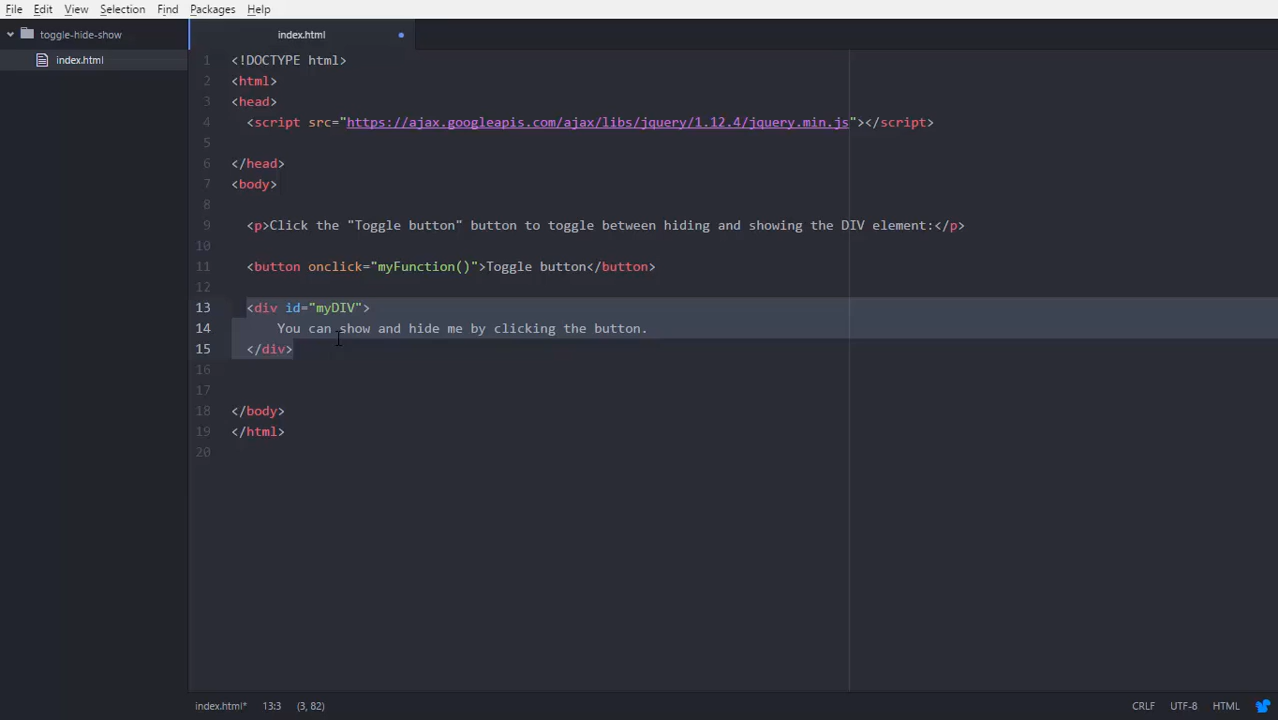 File Edit View Selection Find Packages Help
toggle-hide-show
index.html
index.html
1 <!DOCTYPE html>
2 <html>
3 <head>
4 <script src="https://ajax.googleapis.com/ajax/libs/jquery/1.12.4/jquery.min.js"></script>
5
6 </head>
7 <body>
8
9 <p>Click the "Toggle button" button to toggle between hiding and showing the DIV element:</p>
10
11 <button onclick="myFunction()">Toggle button</button>
12
13 <div id="myDIV">
14 You can show and hide me by clicking the button.
15 </div>
16
17
18 </body>
19 </html>
20
index.html* 13:3 (3, 82) CRLF UTF-8 HTML